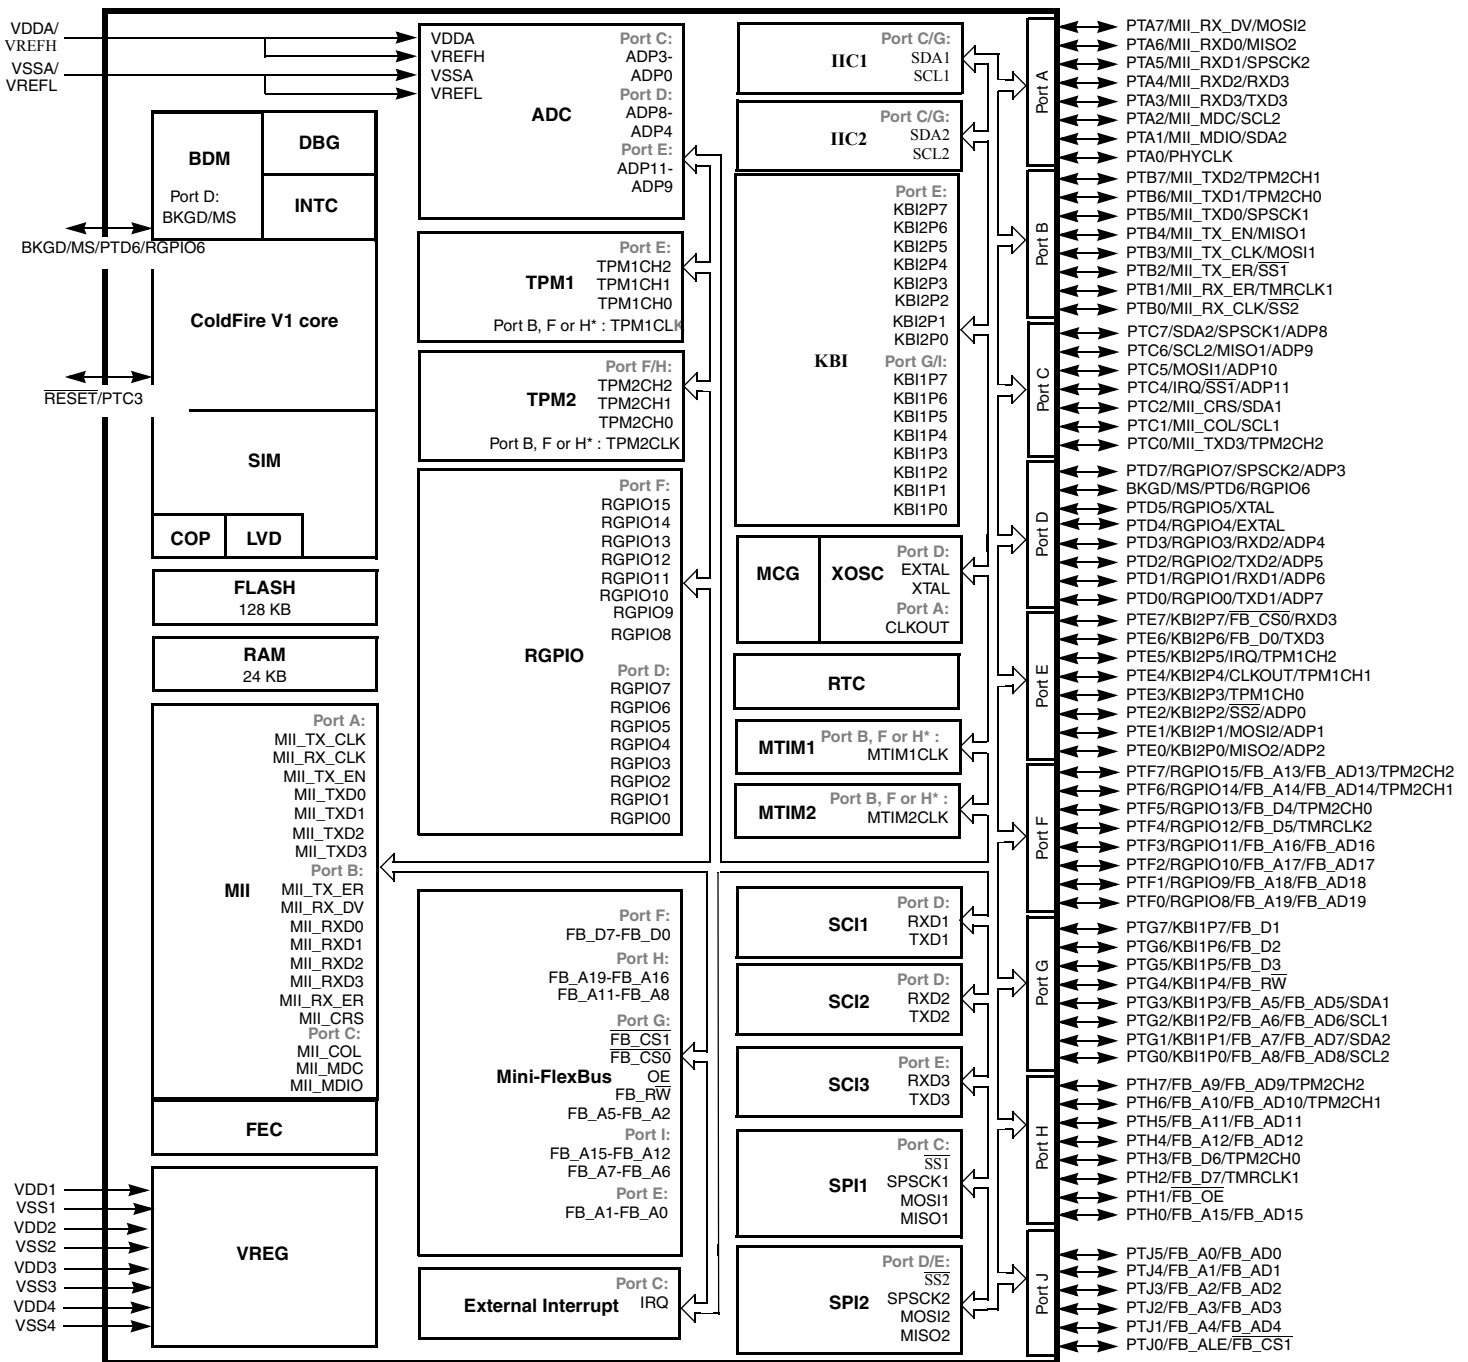 VDDA/
VREFH
VSSA/
VREFL
BDM
Port D:
BKGD/MS
DBG
INTC
BKGD/MS/PTD6/RGPIO6
ColdFire V1 core
RESET/PTC3
SIM
COP
LVD
FLASH
128 KB
RAM
24 KB
MII
Port A:
MII_TX_CLK
MII_RX_CLK
MII_TX_EN
MII_TXD0
MII_TXD1
MII_TXD2
MII_TXD3
Port B:
MII_TX_ER
MII_RX_DV
MII_RXD0
MII_RXD1
MII_RXD2
MII_RXD3
MII_RX_ER
MII_CRS
Port C:
MII_COL
MII_MDC
MII_MDIO
FEC
VREG
VDD1
VSS1
VDD2
VSS2
VDD3
VSS3
VDD4
VSS4
VDDA
VREFH
VSSA
VREFL
ADC
Port C:
ADP3-
ADP0
Port D:
ADP8-
ADP4
Port E:
ADP11-
ADP9
TPM1
Port E:
TPM1CH2
TPM1CH1
TPM1CH0
Port B, F or H* : TPM1CLK
TPM2
Port F/H:
TPM2CH2
TPM2CH1
TPM2CH0
Port B, F or H* : TPM2CLK
RGPIO
Port F:
RGPIO15
RGPIO14
RGPIO13
RGPIO12
RGPIO11
RGPIO10
RGPIO9
RGPIO8
Port D:
RGPIO7
RGPIO6
RGPIO5
RGPIO4
RGPIO3
RGPIO2
RGPIO1
RGPIO0
Mini-FlexBus
Port F:
FB_D7-FB_D0
Port H:
FB_A19-FB_A16
FB_A11-FB_A8
Port G:
FB_CS1
FB_CS0
OE
FB_RW
FB_A5-FB_A2
Port I:
FB_A15-FB_A12
FB_A7-FB_A6
Port E:
FB_A1-FB_A0
External Interrupt
Port C:
IRQ
IIC1
Port C/G:
SDA1
SCL1
IIC2
Port C/G:
SDA2
SCL2
KBI
Port E:
KBI2P7
KBI2P6
KBI2P5
KBI2P4
KBI2P3
KBI2P2
KBI2P1
KBI2P0
Port G/I:
KBI1P7
KBI1P6
KBI1P5
KBI1P4
KBI1P3
KBI1P2
KBI1P1
KBI1P0
MCG
XOSC
Port D:
EXTAL
XTAL
Port A:
CLKOUT
RTC
MTIM1
Port B, F or H* :
MTIM1CLK
MTIM2
Port B, F or H* :
MTIM2CLK
SCI1
Port D:
RXD1
TXD1
SCI2
Port D:
RXD2
TXD2
SCI3
Port E:
RXD3
TXD3
SPI1
Port C:
SS1
SPSCK1
MOSI1
MISO1
SPI2
Port D/E:
SS2
SPSCK2
MOSI2
MISO2
Port A
PTA7/MII_RX_DV/MOSI2
PTA6/MII_RXD0/MISO2
PTA5/MII_RXD1/SPSCK2
PTA4/MII_RXD2/RXD3
PTA3/MII_RXD3/TXD3
PTA2/MII_MDC/SCL2
PTA1/MII_MDIO/SDA2
PTA0/PHYCLK
Port B
PTB7/MII_TXD2/TPM2CH1
PTB6/MII_TXD1/TPM2CH0
PTB5/MII_TXD0/SPSCK1
PTB4/MII_TX_EN/MISO1
PTB3/MII_TX_CLK/MOSI1
PTB2/MII_TX_ER/SS1
PTB1/MII_RX_ER/TMRCLK1
PTB0/MII_RX_CLK/SS2
Port C
PTC7/SDA2/SPSCK1/ADP8
PTC6/SCL2/MISO1/ADP9
PTC5/MOSI1/ADP10
PTC4/IRQ/SS1/ADP11
PTC2/MII_CRS/SDA1
PTC1/MII_COL/SCL1
PTC0/MII_TXD3/TPM2CH2
Port D
PTD7/RGPIO7/SPSCK2/ADP3
BKGD/MS/PTD6/RGPIO6
PTD5/RGPIO5/XTAL
PTD4/RGPIO4/EXTAL
PTD3/RGPIO3/RXD2/ADP4
PTD2/RGPIO2/TXD2/ADP5
PTD1/RGPIO1/RXD1/ADP6
PTD0/RGPIO0/TXD1/ADP7
Port E
PTE7/KBI2P7/FB_CS0/RXD3
PTE6/KBI2P6/FB_D0/TXD3
PTE5/KBI2P5/IRQ/TPM1CH2
PTE4/KBI2P4/CLKOUT/TPM1CH1
PTE3/KBI2P3/TPM1CH0
PTE2/KBI2P2/SS2/ADP0
PTE1/KBI2P1/MOSI2/ADP1
PTE0/KBI2P0/MISO2/ADP2
Port F
PTF7/RGPIO15/FB_A13/FB_AD13/TPM2CH2
PTF6/RGPIO14/FB_A14/FB_AD14/TPM2CH1
PTF5/RGPIO13/FB_D4/TPM2CH0
PTF4/RGPIO12/FB_D5/TMRCLK2
PTF3/RGPIO11/FB_A16/FB_AD16
PTF2/RGPIO10/FB_A17/FB_AD17
PTF1/RGPIO9/FB_A18/FB_AD18
PTF0/RGPIO8/FB_A19/FB_AD19
Port G
PTG7/KBI1P7/FB_D1
PTG6/KBI1P6/FB_D2
PTG5/KBI1P5/FB_D3
PTG4/KBI1P4/FB_RW
PTG3/KBI1P3/FB_A5/FB_AD5/SDA1
PTG2/KBI1P2/FB_A6/FB_AD6/SCL1
PTG1/KBI1P1/FB_A7/FB_AD7/SDA2
PTG0/KBI1P0/FB_A8/FB_AD8/SCL2
Port H
PTH7/FB_A9/FB_AD9/TPM2CH2
PTH6/FB_A10/FB_AD10/TPM2CH1
PTH5/FB_A11/FB_AD11
PTH4/FB_A12/FB_AD12
PTH3/FB_D6/TPM2CH0
PTH2/FB_D7/TMRCLK1
PTH1/FB_OE
PTH0/FB_A15/FB_AD15
Port J
PTJ5/FB_A0/FB_AD0
PTJ4/FB_A1/FB_AD1
PTJ3/FB_A2/FB_AD2
PTJ2/FB_A3/FB_AD3
PTJ1/FB_A4/FB_AD4
PTJ0/FB_ALE/FB_CS1